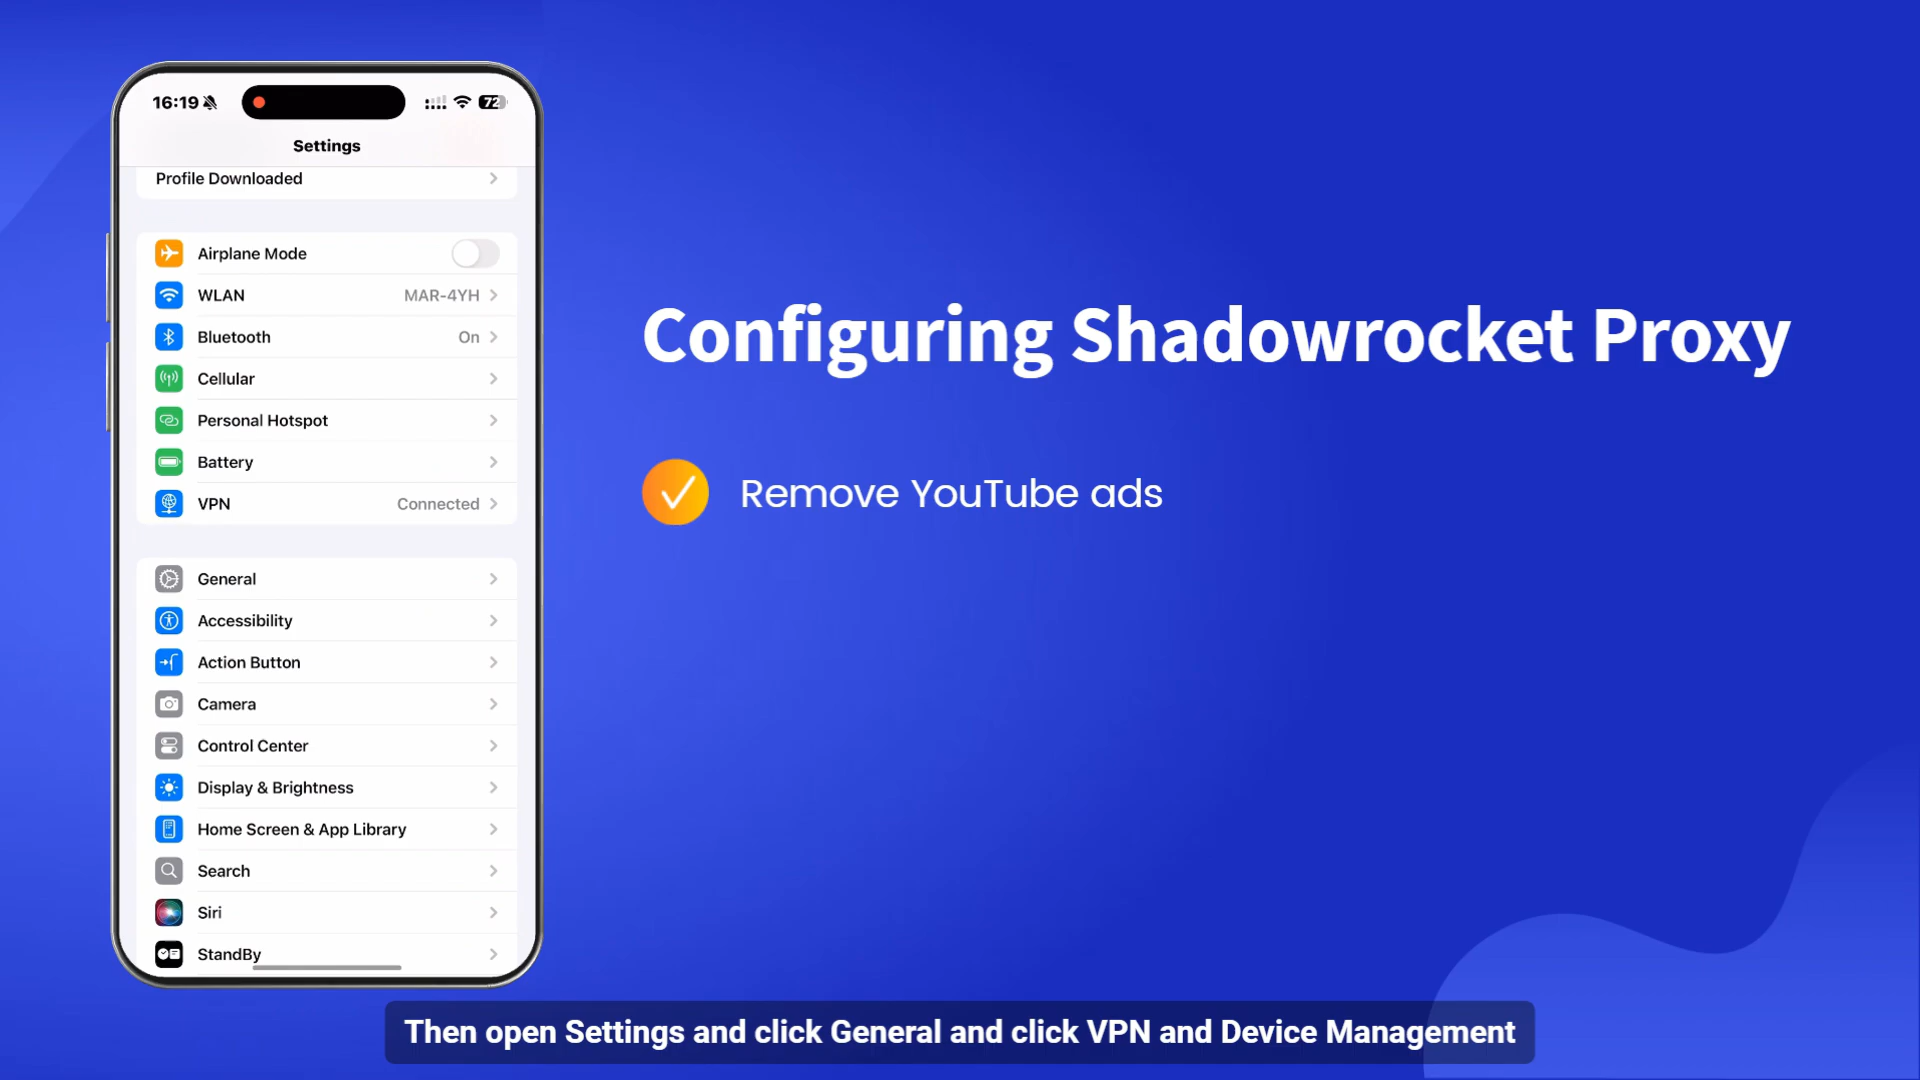 16:19
72
Settings
Profile Downloaded
Airplane Mode
WLAN MAR-4YH
Bluetooth On
Cellular
Personal Hotspot
Battery
VPN Connected
General
Accessibility
Action Button
Camera
Control Center
Display & Brightness
Home Screen & App Library
Search
Siri
StandBy
Configuring Shadowrocket Proxy
Remove YouTube ads
Then open Settings and click General and click VPN and Device Management